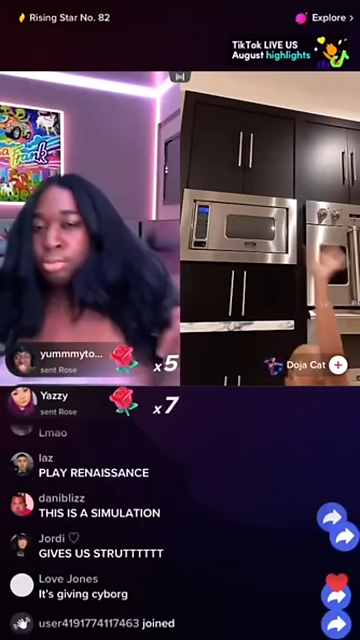 Rising Star No. 82
Explore >
TikTok LIVE US
August highlights
yummmyto...
sent Rose
x5
Doja Cat
Yazzy
sent Rose
x7
Lmao
laz
PLAY RENAISSANCE
daniblizz
THIS IS A SIMULATION
Jordi ♡
GIVES US STRUTTTTTT
Love Jones
It's giving cyborg
user4191774117463 joined